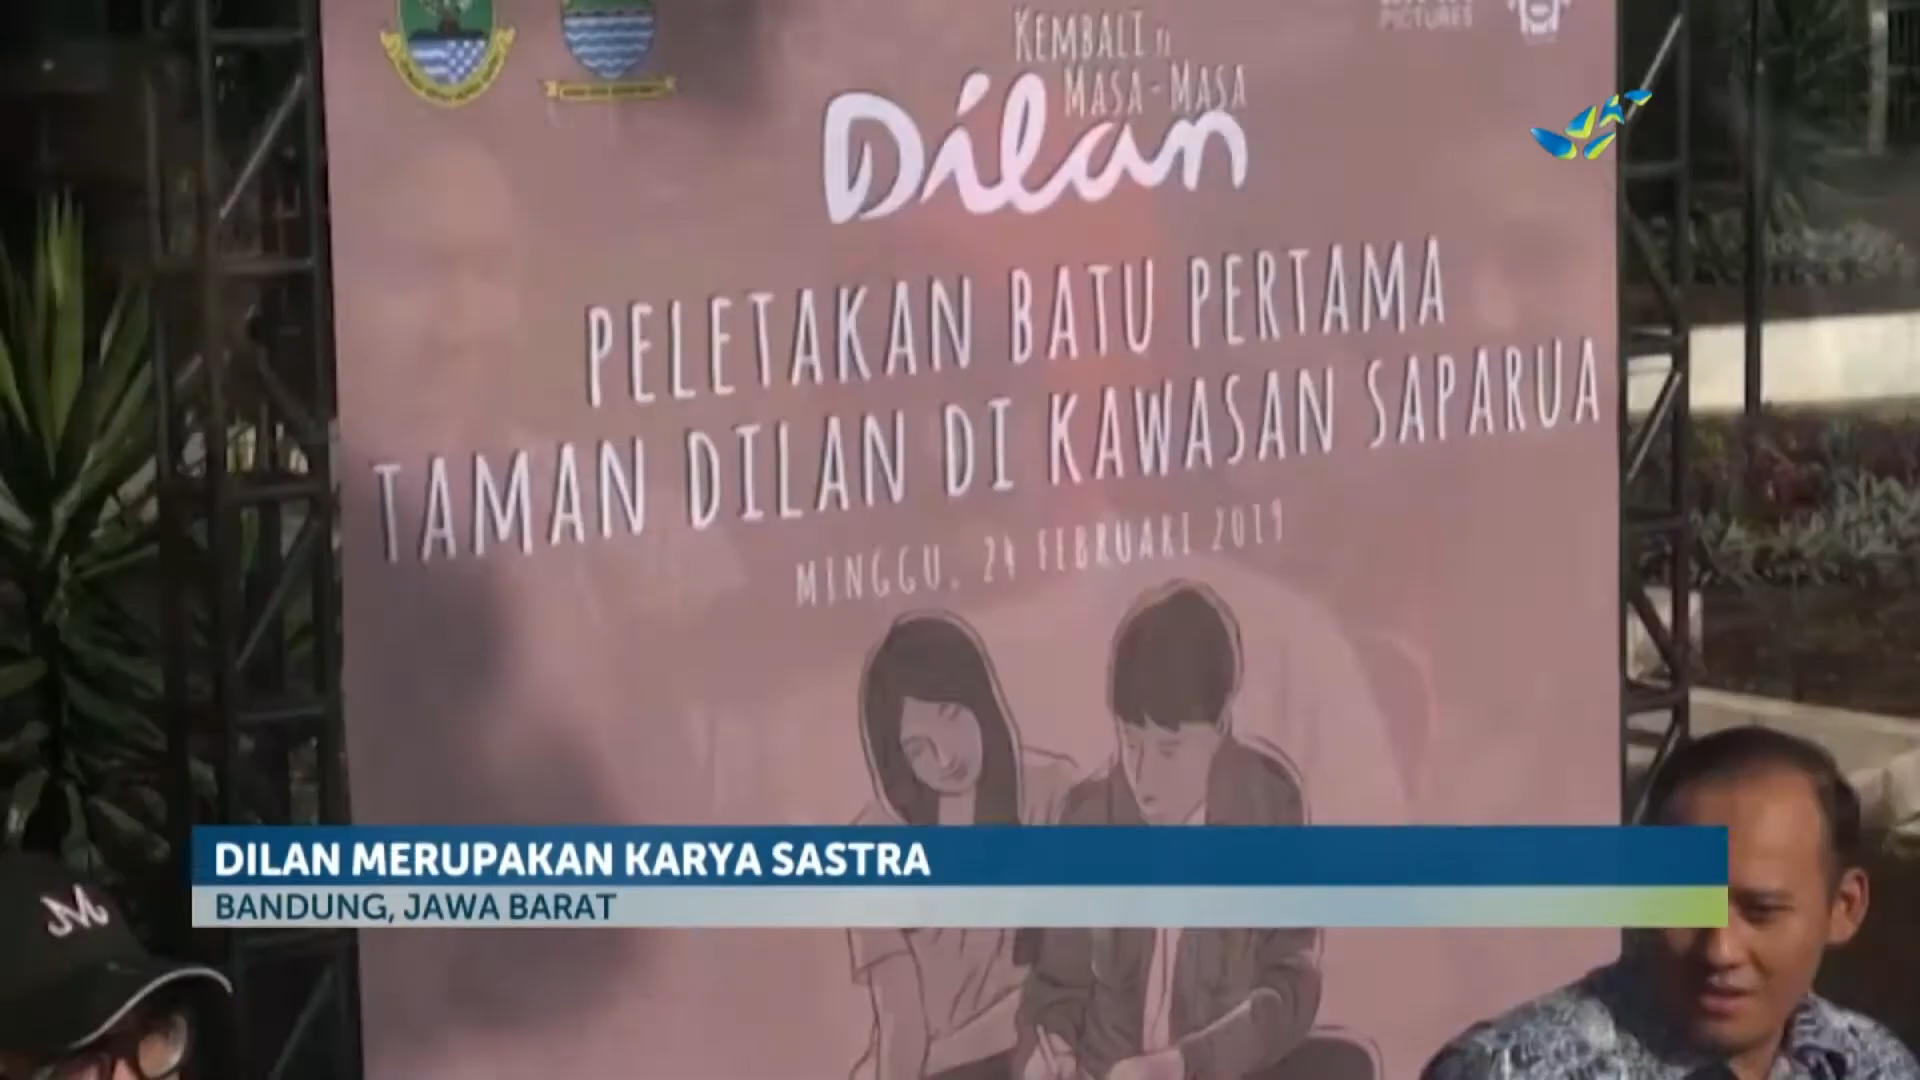 KEMBALI
MASA-MASA
Dilan
PICTURES
PELETAKAN BATU PERTAMA
TAMAN DILAN DI KAWASAN SAPARUA
MINGGU, 24 FEBRUARI 2019
DILAN MERUPAKAN KARYA SASTRA
BANDUNG, JAWA BARAT
M